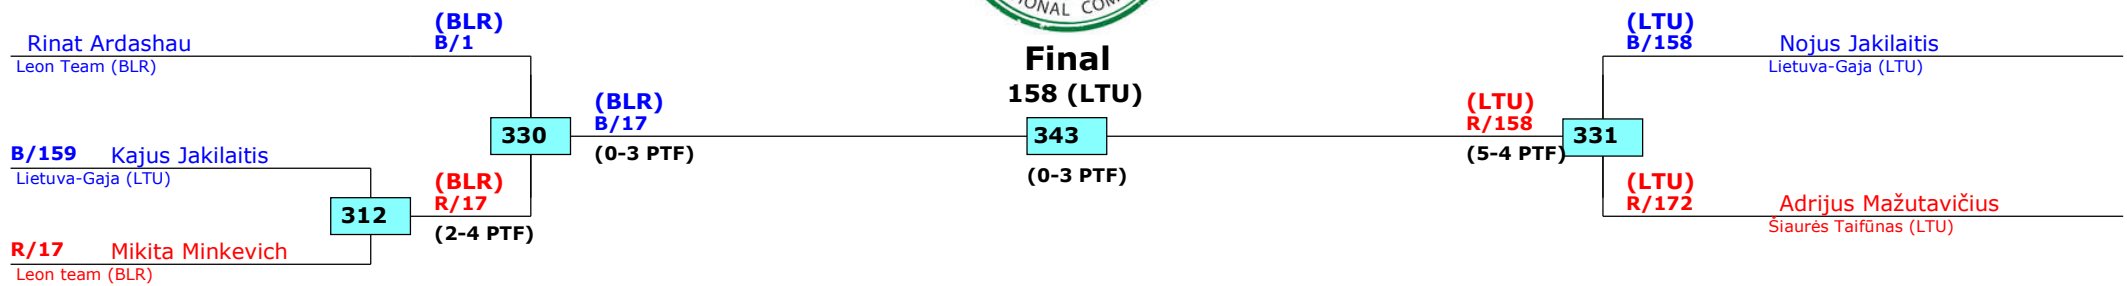 IONAL COM
(BLR)
B/1
Rinat Ardashau
Leon Team (BLR)
Final
158 (LTU)
(LTU)
B/158
Nojus Jakilaitis
Lietuva-Gaja (LTU)
330
(BLR)
B/17
(0-3 PTF)
343
(0-3 PTF)
(LTU)
R/158
(5-4 PTF)
331
B/159 Kajus Jakilaitis
Lietuva-Gaja (LTU)
312
(BLR)
R/17
(2-4 PTF)
(LTU)
R/172
Adrijus Mažutavičius
Šiaurės Taifūnas (LTU)
R/17 Mikita Minkevich
Leon team (BLR)